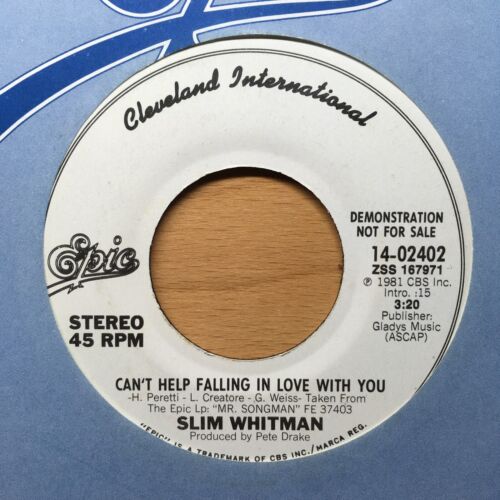 Cleveland International
Epic
STEREO
45 RPM
DEMONSTRATION
NOT FOR SALE
14-02402
ZSS 167971
℗ 1981 CBS Inc.
Intro. :15
3:20
Publisher:
Gladys Music
(ASCAP)
CAN'T HELP FALLING IN LOVE WITH YOU
-H. Peretti- L. Creatore- G. Weiss- Taken From
The Epic Lp: "MR. SONGMAN" FE 37403
SLIM WHITMAN
Produced by Pete Drake
"EPIC" IS A TRADEMARK OF CBS INC./MARCA REG.